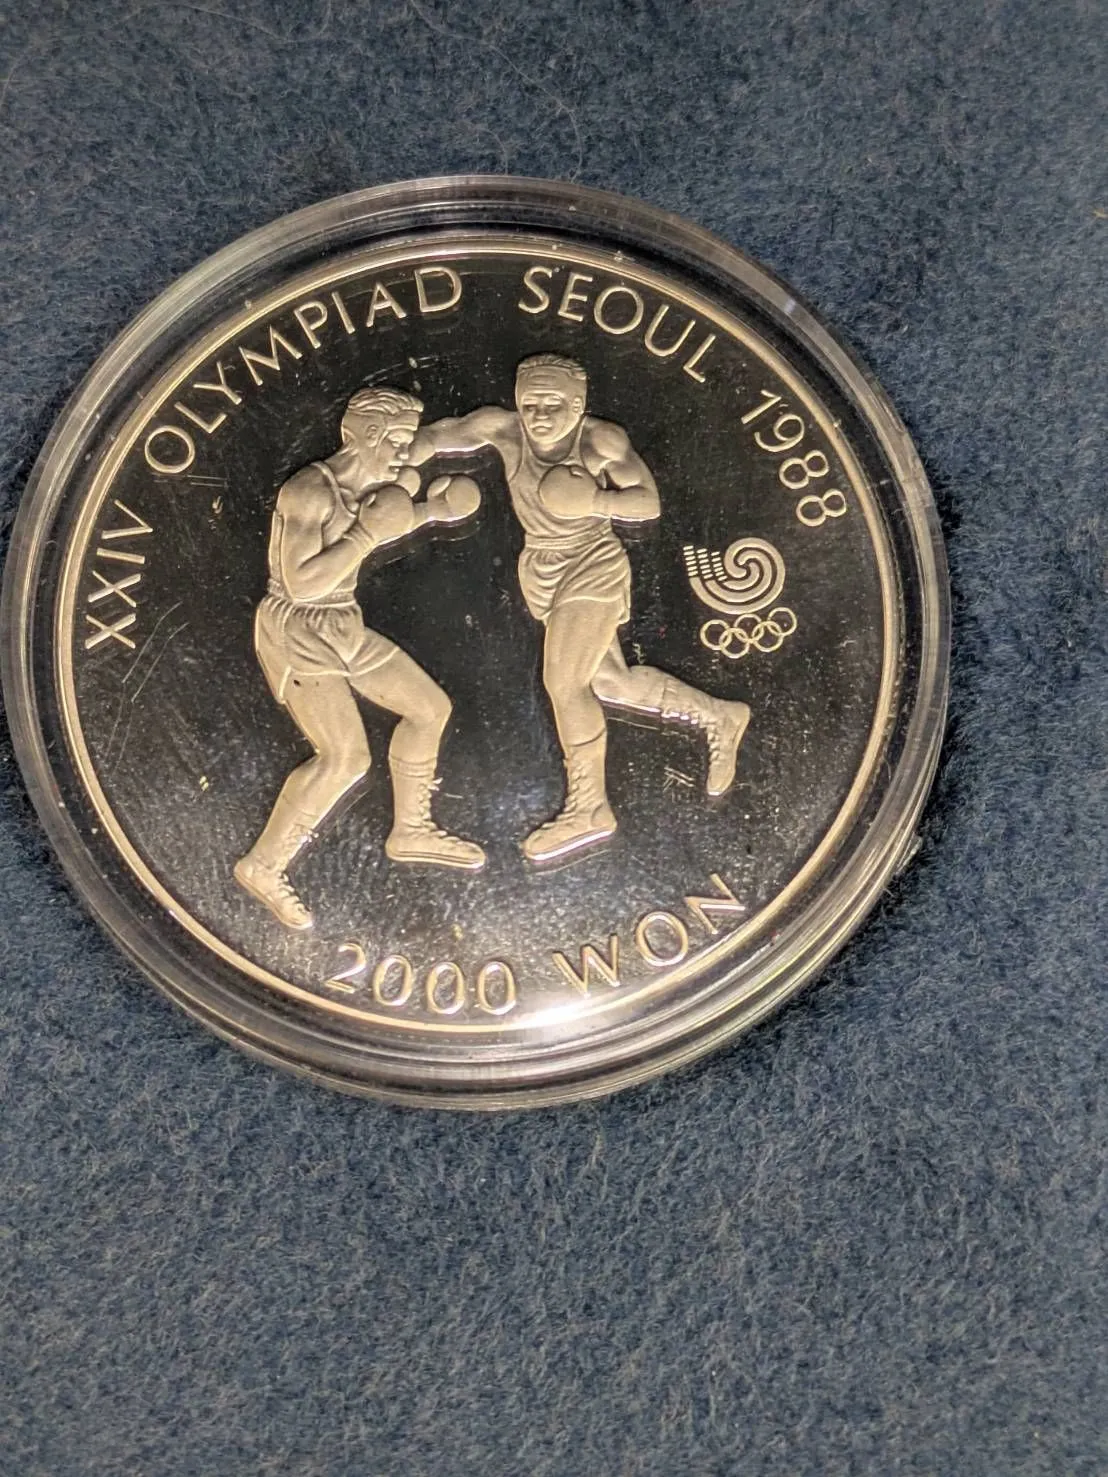 XXIV OLYMPIAD SEOUL 1988
2000 WON